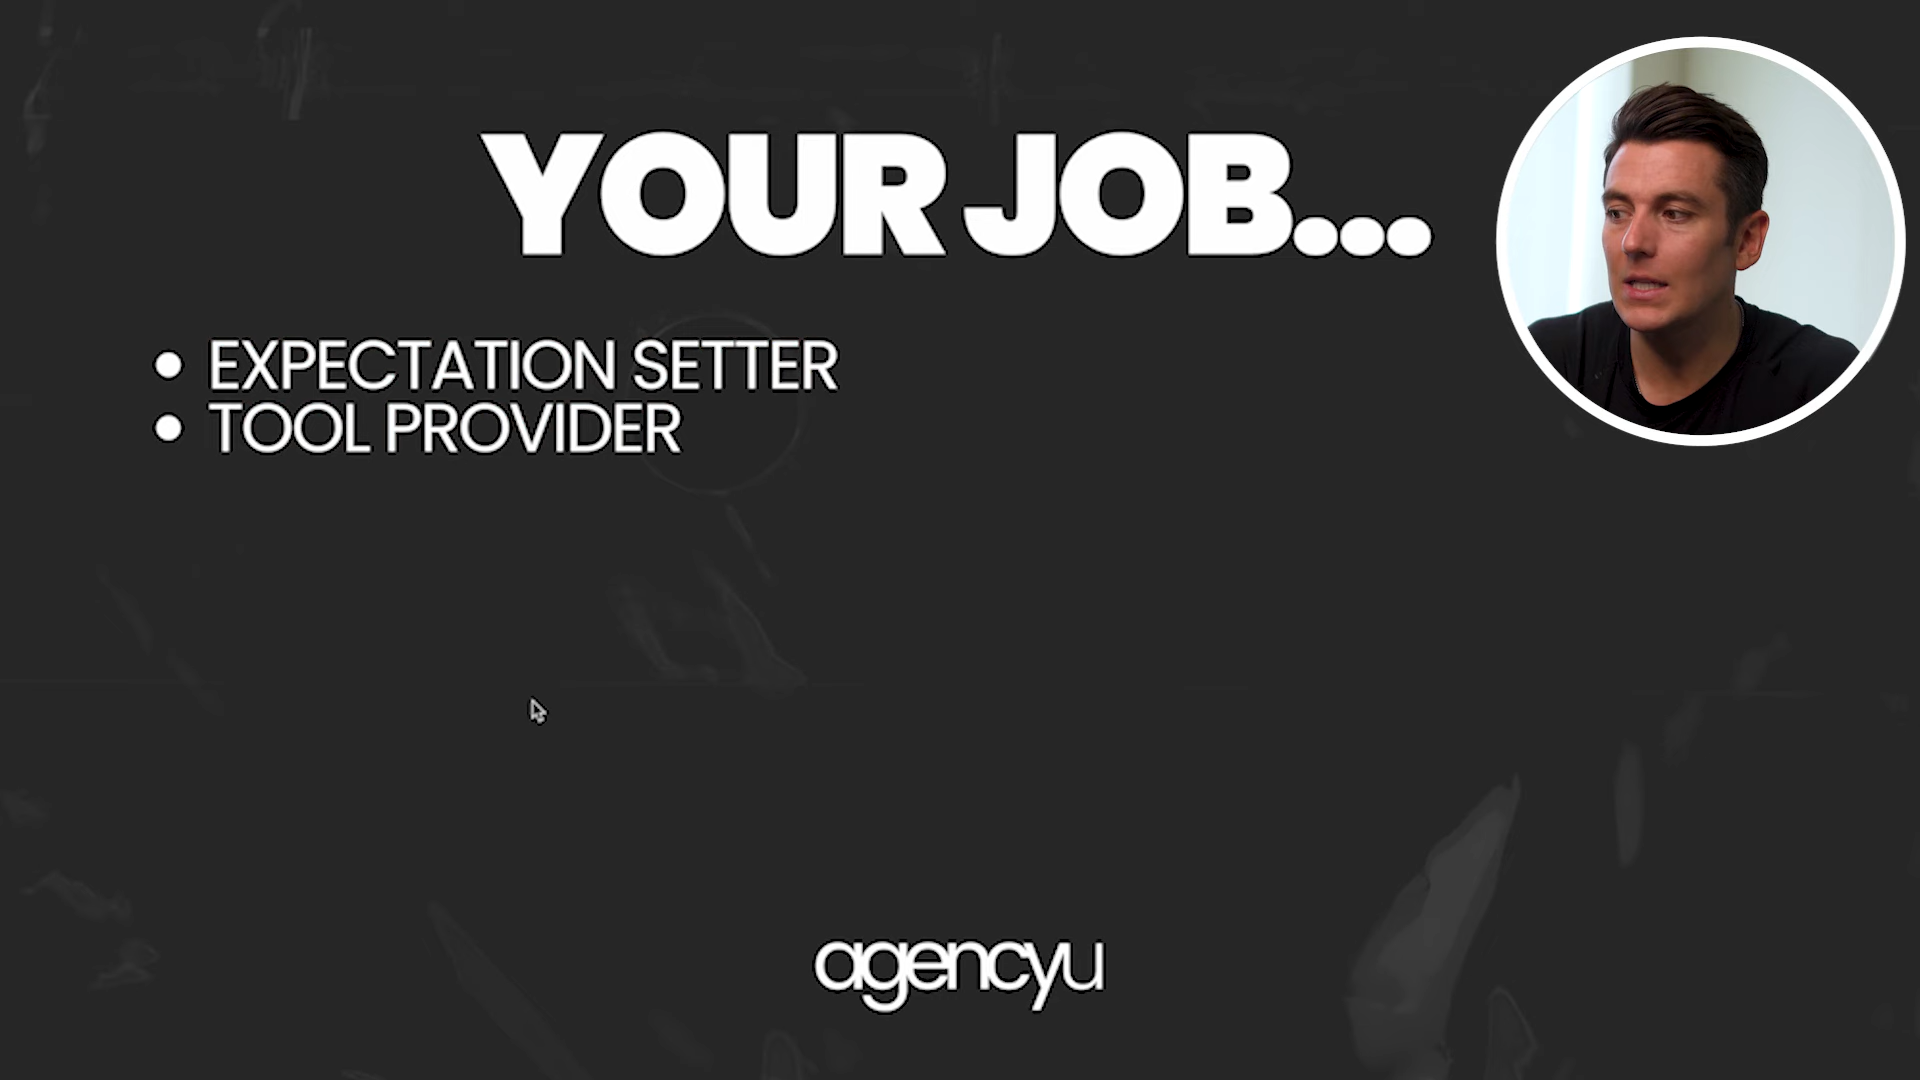 YOUR JOB...
• EXPECTATION SETTER
• TOOL PROVIDER
agencyu